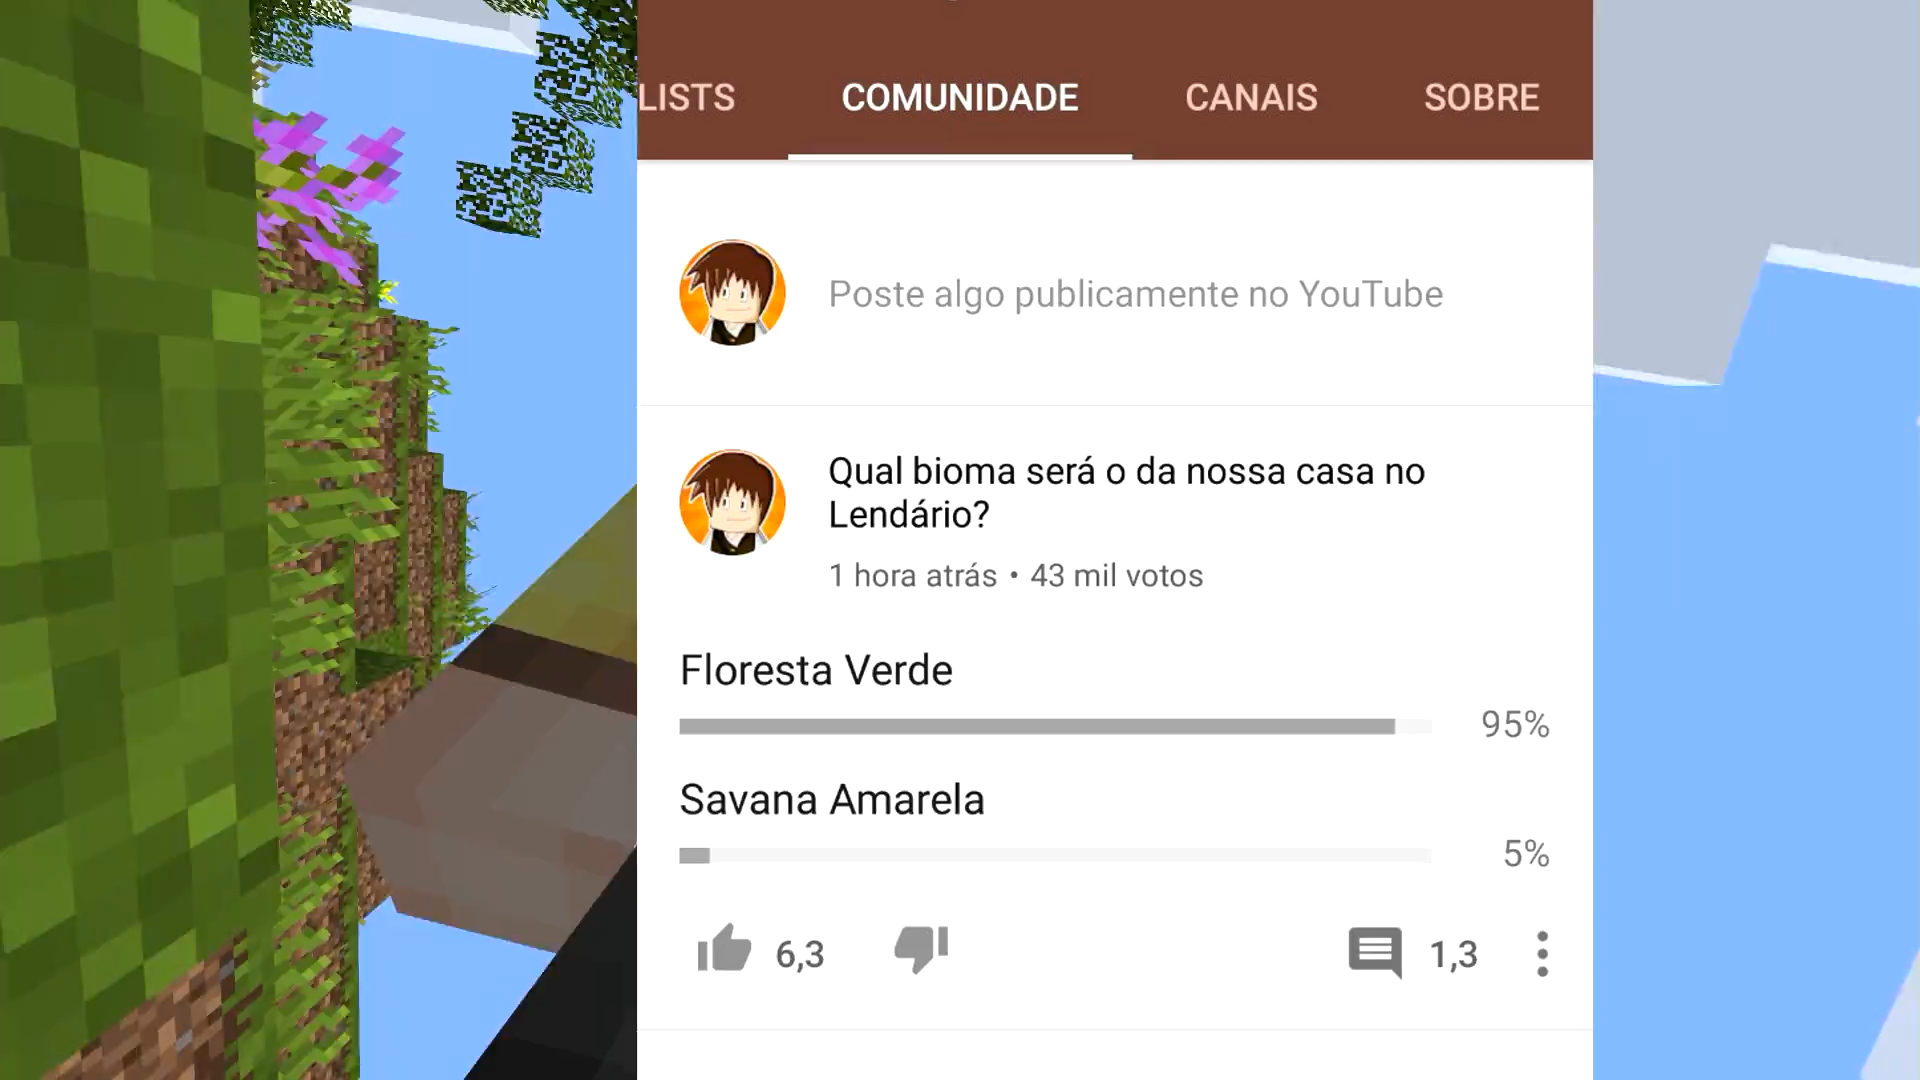 LISTS COMUNIDADE CANAIS SOBRE
Poste algo publicamente no YouTube
Qual bioma será o da nossa casa no
Lendário?
1 hora atrás • 43 mil votos
Floresta Verde
95%
Savana Amarela
5%
6,3 1,3